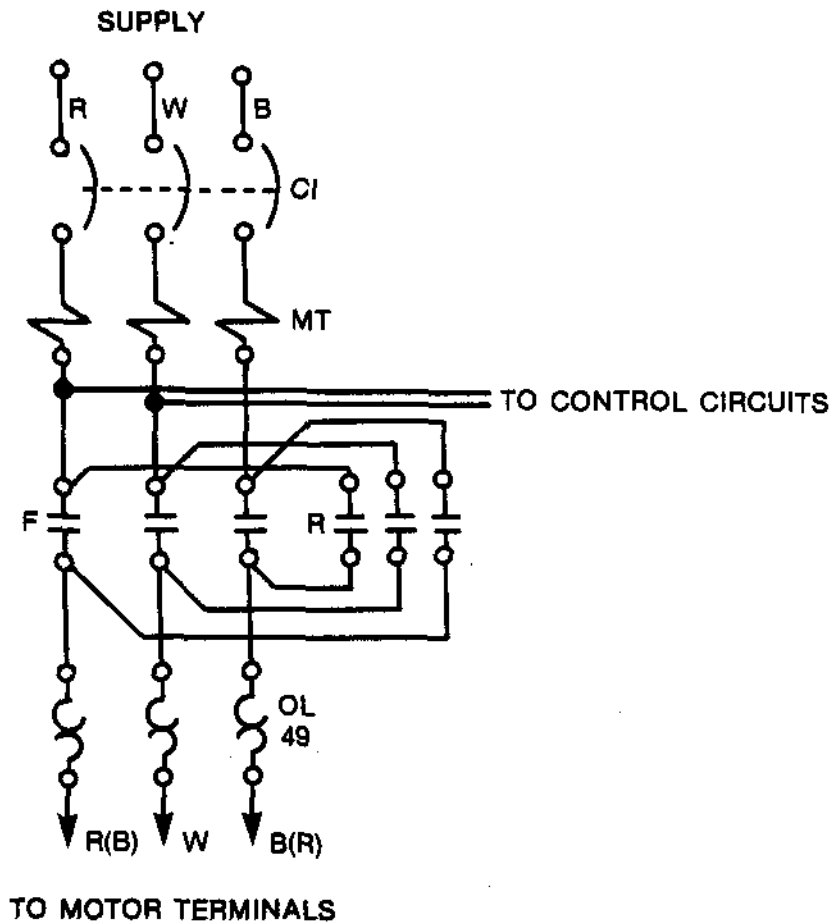 SUPPLY
R W B
CI
MT
TO CONTROL CIRCUITS
F R
OL
49
R(B) W B(R)
TO MOTOR TERMINALS